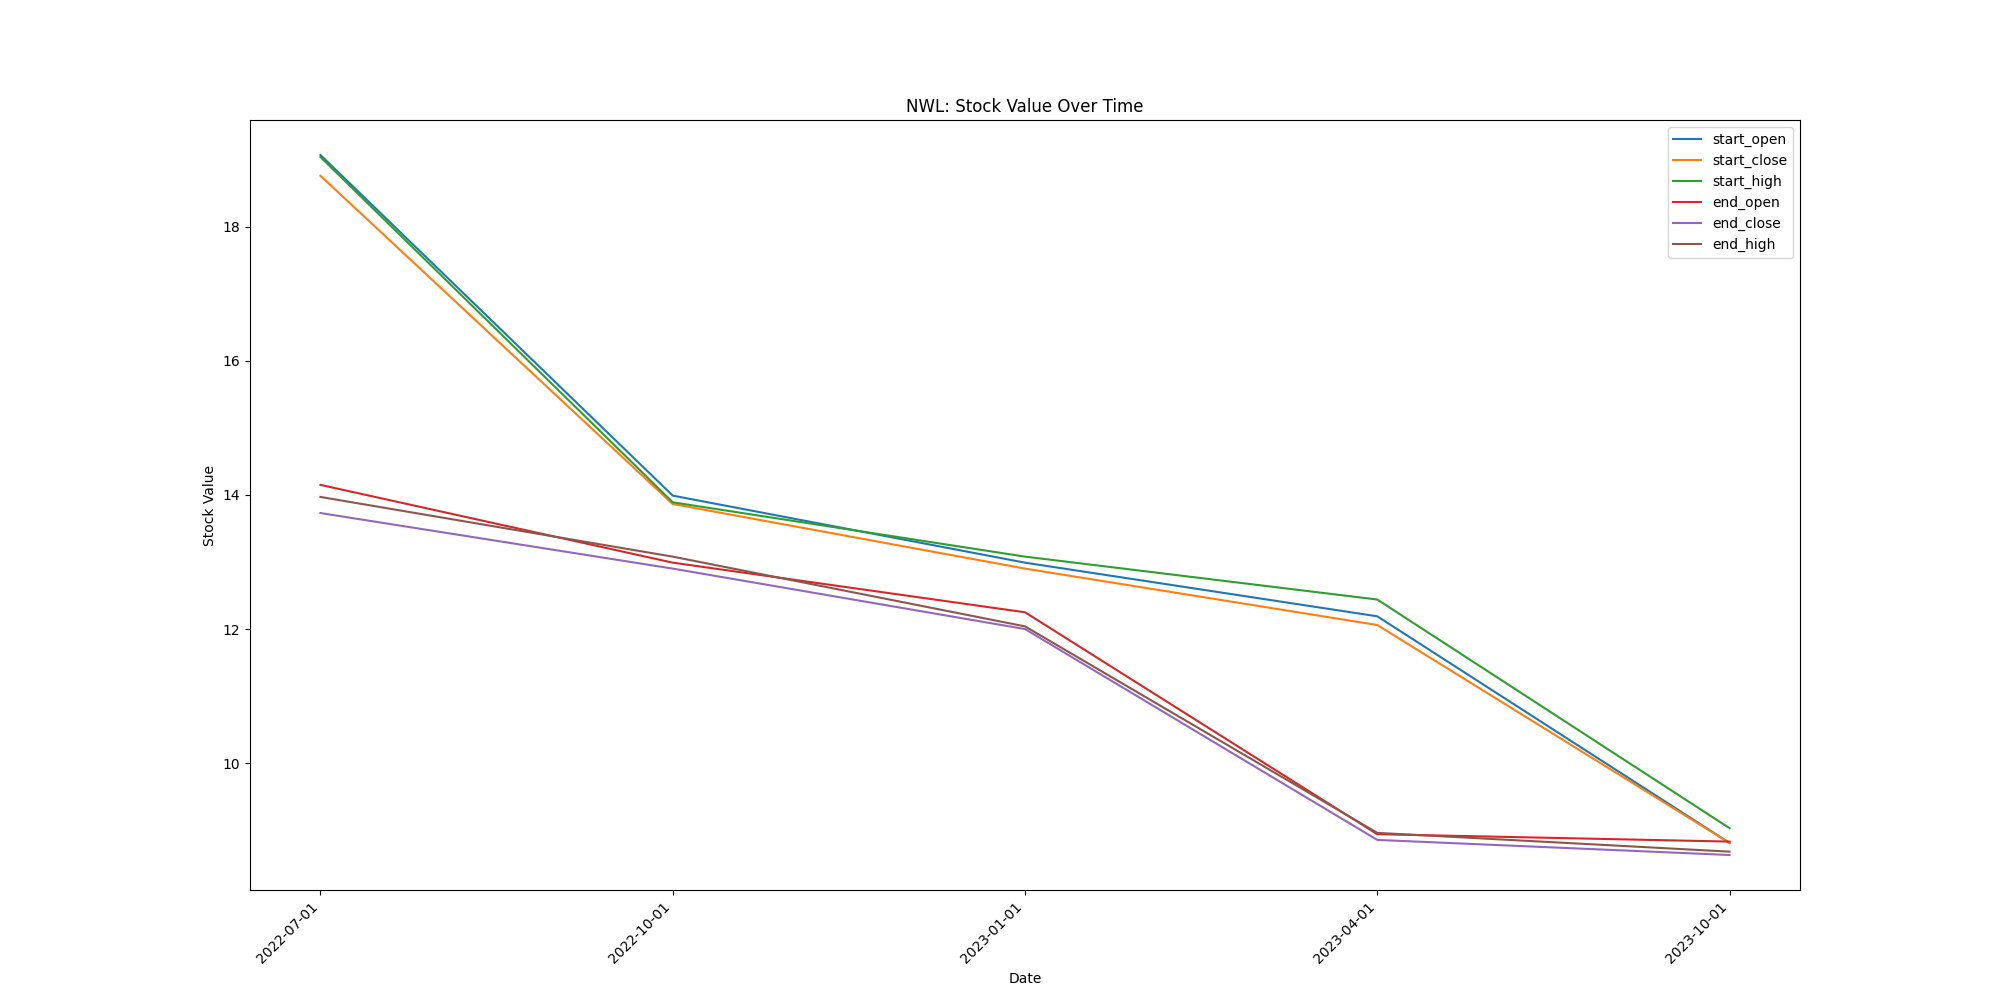 NWL: Stock Value Over Time
start_open
start_close
start_high
end_open
end_close
end_high
Stock Value
18
16
14
12
10
2022-07-01
2022-10-01
2023-01-01
2023-04-01
2023-10-01
Date